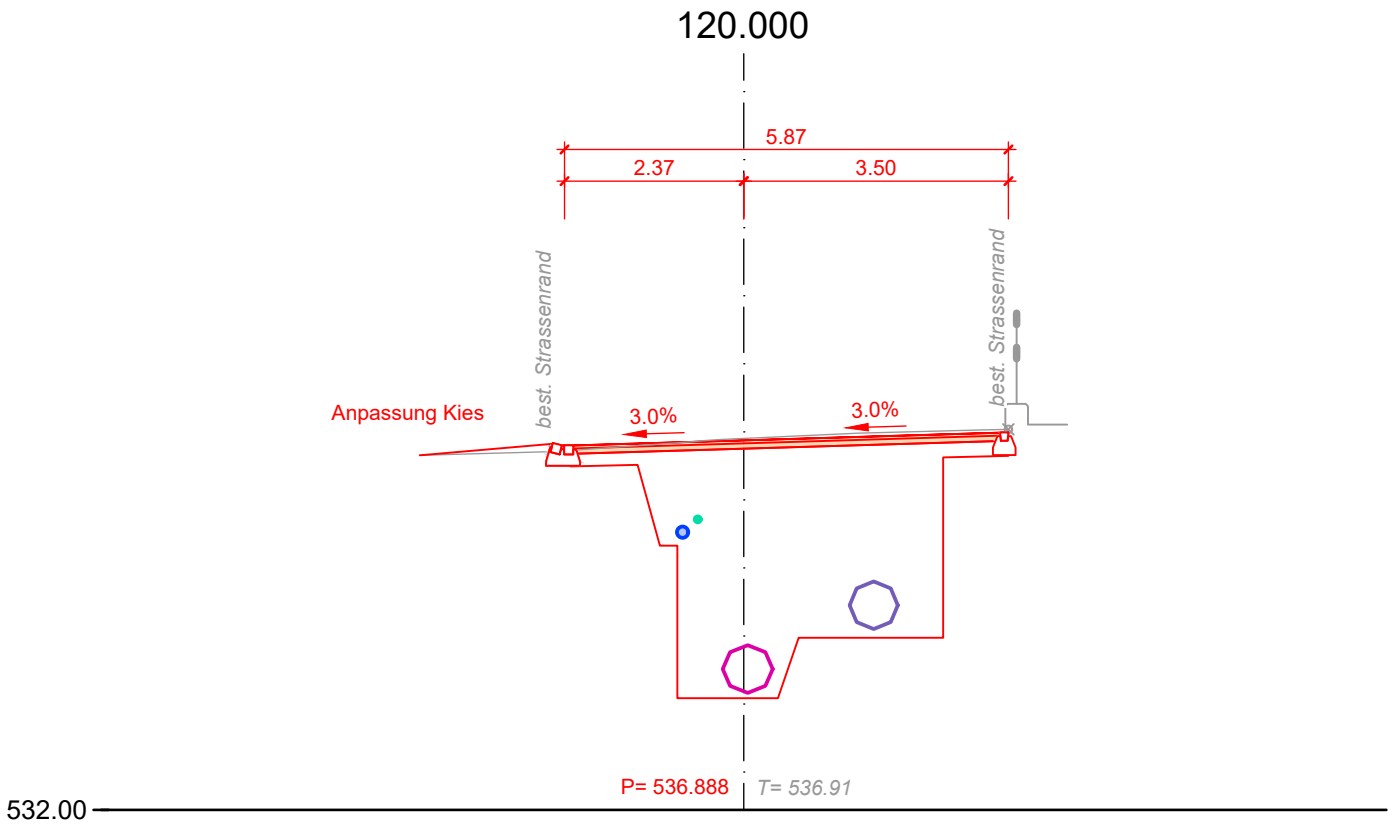 120.000
5.87
2.37
3.50
best. Strassenrand
best. Strassenrand
Anpassung Kies
3.0%
3.0%
P= 536.888
T= 536.91
532.00